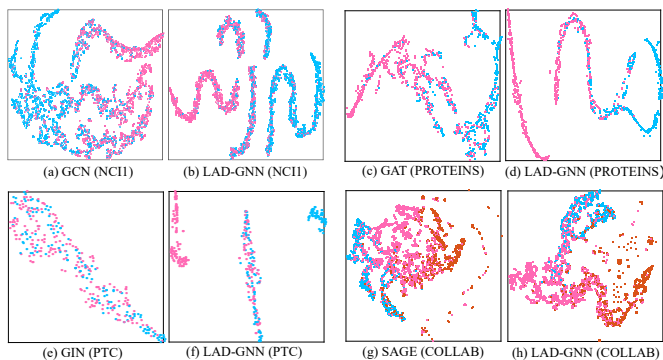 (a) GCN (NCI1)
(b) LAD-GNN (NCI1)
(c) GAT (PROTEINS)
(d) LAD-GNN (PROTEINS)
(e) GIN (PTC)
(f) LAD-GNN (PTC)
(g) SAGE (COLLAB)
(h) LAD-GNN (COLLAB)